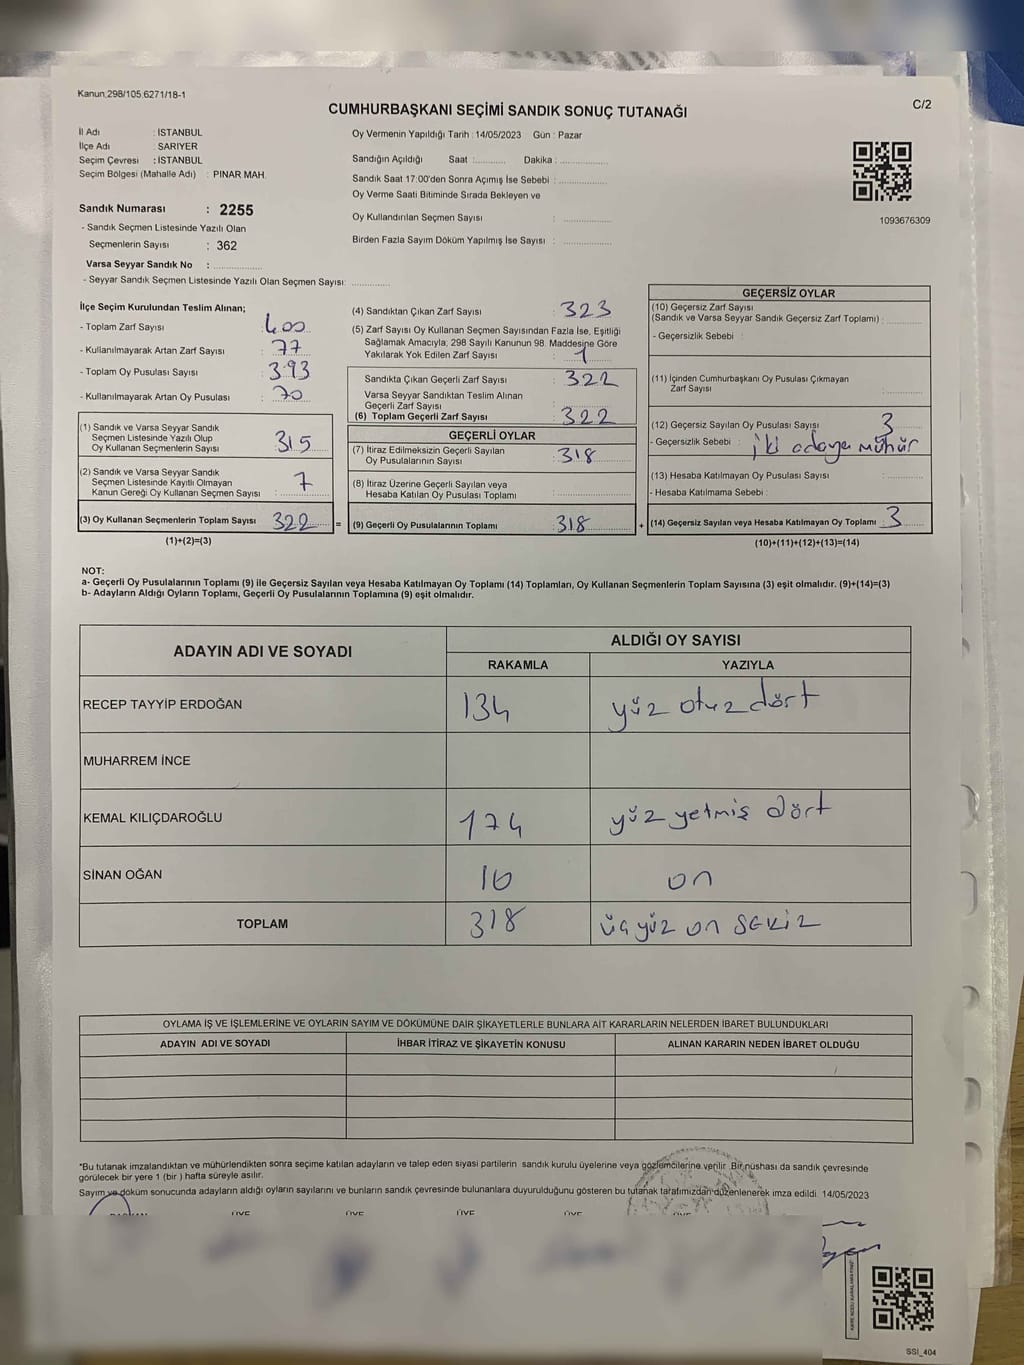 Kanun.298/105.6271/18-1
C/2
CUMHURBAŞKANI SEÇİMİ SANDIK SONUÇ TUTANAĞI
İl Adı : İSTANBUL
İlçe Adı : SARIYER
Seçim Çevresi : İSTANBUL
Seçim Bölgesi (Mahalle Adı) : PINAR MAH.
Sandık Numarası : 2255
- Sandık Seçmen Listesinde Yazılı Olan
Seçmenlerin Sayısı : 362
Varsa Seyyar Sandık No :
- Seyyar Sandık Seçmen Listesinde Yazılı Olan Seçmen Sayısı:
Oy Vermenin Yapıldığı Tarih : 14/05/2023 Gün : Pazar
Sandığın Açıldığı Saat : Dakika :
Sandık Saat 17:00'den Sonra Açımış İse Sebebi :
Oy Verme Saati Bitiminde Sırada Bekleyen ve
Oy Kullandırılan Seçmen Sayısı :
Birden Fazla Sayım Döküm Yapılmış İse Sayısı :
1093676309
İlçe Seçim Kurulundan Teslim Alınan;
- Toplam Zarf Sayısı : 400
- Kullanılmayarak Artan Zarf Sayısı : 77
- Toplam Oy Pusulası Sayısı : 393
- Kullanılmayarak Artan Oy Pusulası : 70
(1) Sandık ve Varsa Seyyar Sandık
Seçmen Listesinde Yazılı Olup
Oy Kullanan Seçmenlerin Sayısı : 315
(2) Sandık ve Varsa Seyyar Sandık
Seçmen Listesinde Kayıtlı Olmayan
Kanun Gereği Oy Kullanan Seçmen Sayısı : 7
(3) Oy Kullanan Seçmenlerin Toplam Sayısı : 322 =
(1)+(2)=(3)
(4) Sandıktan Çıkan Zarf Sayısı : 323
(5) Zarf Sayısı Oy Kullanan Seçmen Sayısından Fazla İse, Eşitliği
Sağlamak Amacıyla, 298 Sayılı Kanunun 98. Maddesine Göre
Yakılarak Yok Edilen Zarf Sayısı : 1
Sandıkta Çıkan Geçerli Zarf Sayısı : 322
Varsa Seyyar Sandıktan Teslim Alınan
Geçerli Zarf Sayısı
(6) Toplam Geçerli Zarf Sayısı : 322
GEÇERLİ OYLAR
(7) İtiraz Edilmeksizin Geçerli Sayılan
Oy Pusulalarının Sayısı : 318
(8) İtiraz Üzerine Geçerli Sayılan veya
Hesaba Katılan Oy Pusulası Toplamı :
(9) Geçerli Oy Pusulalarının Toplamı : 318 +
GEÇERSİZ OYLAR
(10) Geçersiz Zarf Sayısı
(Sandık ve Varsa Seyyar Sandık Geçersiz Zarf Toplamı) :
- Geçersizlik Sebebi :
(11) İçinden Cumhurbaşkanı Oy Pusulası Çıkmayan
Zarf Sayısı :
(12) Geçersiz Sayılan Oy Pusulası Sayısı : 3
- Geçersizlik Sebebi : iki adaya mühür
(13) Hesaba Katılmayan Oy Pusulası Sayısı :
- Hesaba Katılmama Sebebi :
(14) Geçersiz Sayılan veya Hesaba Katılmayan Oy Toplamı : 3
(10)+(11)+(12)+(13)=(14)
NOT:
a- Geçerli Oy Pusulalarının Toplamı (9) ile Geçersiz Sayılan veya Hesaba Katılmayan Oy Toplamı (14) Toplamları, Oy Kullanan Seçmenlerin Toplam Sayısına (3) eşit olmalıdır. (9)+(14)=(3)
b- Adayların Aldığı Oyların Toplamı, Geçerli Oy Pusulalarının Toplamına (9) eşit olmalıdır.
ADAYIN ADI VE SOYADI
ALDIĞI OY SAYISI
RAKAMLA YAZIYLA
RECEP TAYYİP ERDOĞAN 134 yüz otuz dört
MUHARREM İNCE
KEMAL KILIÇDAROĞLU 174 yüz yetmiş dört
SİNAN OĞAN 10 on
TOPLAM 318 üçyüz on sekiz
OYLAMA İŞ VE İŞLEMLERİNE VE OYLARIN SAYIM VE DÖKÜMÜNE DAİR ŞİKAYETLERLE BUNLARA AİT KARARLARIN NELERDEN İBARET BULUNDUKLARI
ADAYIN ADI VE SOYADI İHBAR İTİRAZ VE ŞİKAYETİN KONUSU ALINAN KARARIN NEDEN İBARET OLDUĞU
*Bu tutanak imzalandıktan ve mühürlendikten sonra seçime katılan adayların ve talep eden siyasi partilerin sandık kurulu üyelerine veya gözlemcilerine verilir. Bir nüshası da sandık çevresinde
görülecek bir yere 1 (bir ) hafta süreyle asılır.
Sayım ve döküm sonucunda adayların aldığı oyların sayılarını ve bunların sandık çevresinde bulunanlara duyurulduğunu gösteren bu tutanak tarafımızdan düzenlenerek imza edildi. 14/05/2023
ÜYE ÜYE ÜYE ÜYE ÜYE
SSİ_404